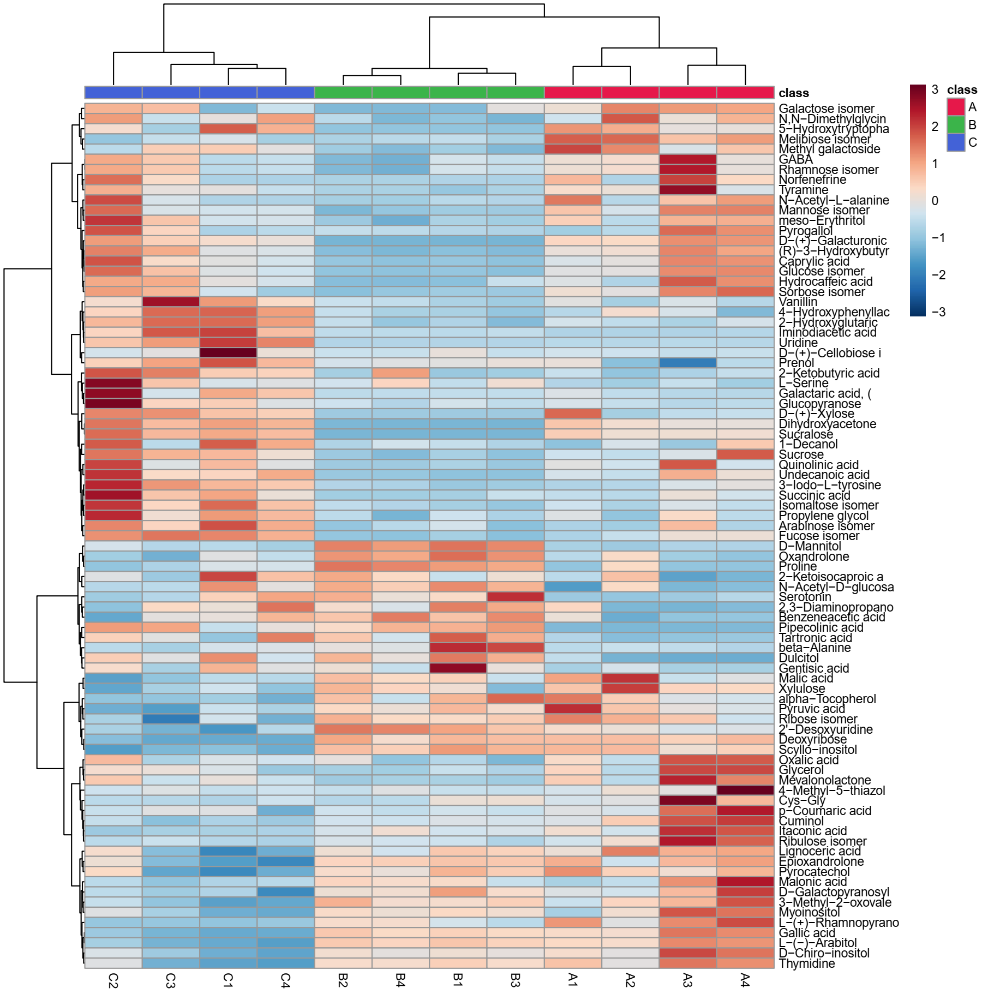 class
Galactose isomer
N,N−Dimethylglycin
5−Hydroxytryptopha
Melibiose isomer
Methyl galactoside
GABA
Rhamnose isomer
Norfenefrine
Tyramine
N−Acetyl−L−alanine
Mannose isomer
meso−Erythritol
Pyrogallol
D−(+)−Galacturonic
(R)−3−Hydroxybutyr
Caprylic acid
Glucose isomer
Hydrocaffeic acid
Sorbose isomer
Vanillin
4−Hydroxyphenyllac
2−Hydroxyglutaric
Iminodiacetic acid
Uridine
D−(+)−Cellobiose i
Prenol
2−Ketobutyric acid
L−Serine
Galactaric acid, (
Glucopyranose
D−(+)−Xylose
Dihydroxyacetone
Sucralose
1−Decanol
Sucrose
Quinolinic acid
Undecanoic acid
3−Iodo−L−tyrosine
Succinic acid
Isomaltose isomer
Propylene glycol
Arabinose isomer
Fucose isomer
D−Mannitol
Oxandrolone
Proline
2−Ketoisocaproic a
N−Acetyl−D−glucosa
Serotonin
2,3−Diaminopropano
Benzeneacetic acid
Pipecolinic acid
Tartronic acid
beta−Alanine
Dulcitol
Gentisic acid
Malic acid
Xylulose
alpha−Tocopherol
Pyruvic acid
Ribose isomer
2'−Desoxyuridine
Deoxyribose
Scyllo−inositol
Oxalic acid
Glycerol
Mevalonolactone
4−Methyl−5−thiazol
Cys−Gly
p−Coumaric acid
Cuminol
Itaconic acid
Ribulose isomer
Lignoceric acid
Epioxandrolone
Pyrocatechol
Malonic acid
D−Galactopyranosyl
3−Methyl−2−oxovale
Myoinositol
L−(+)−Rhamnopyrano
Gallic acid
L−(−)−Arabitol
D−Chiro−inositol
Thymidine
C2 C3 C1 C4 B2 B4 B1 B3 A1 A2 A3 A4
3
2
1
0
−1
−2
−3
class
A
B
C